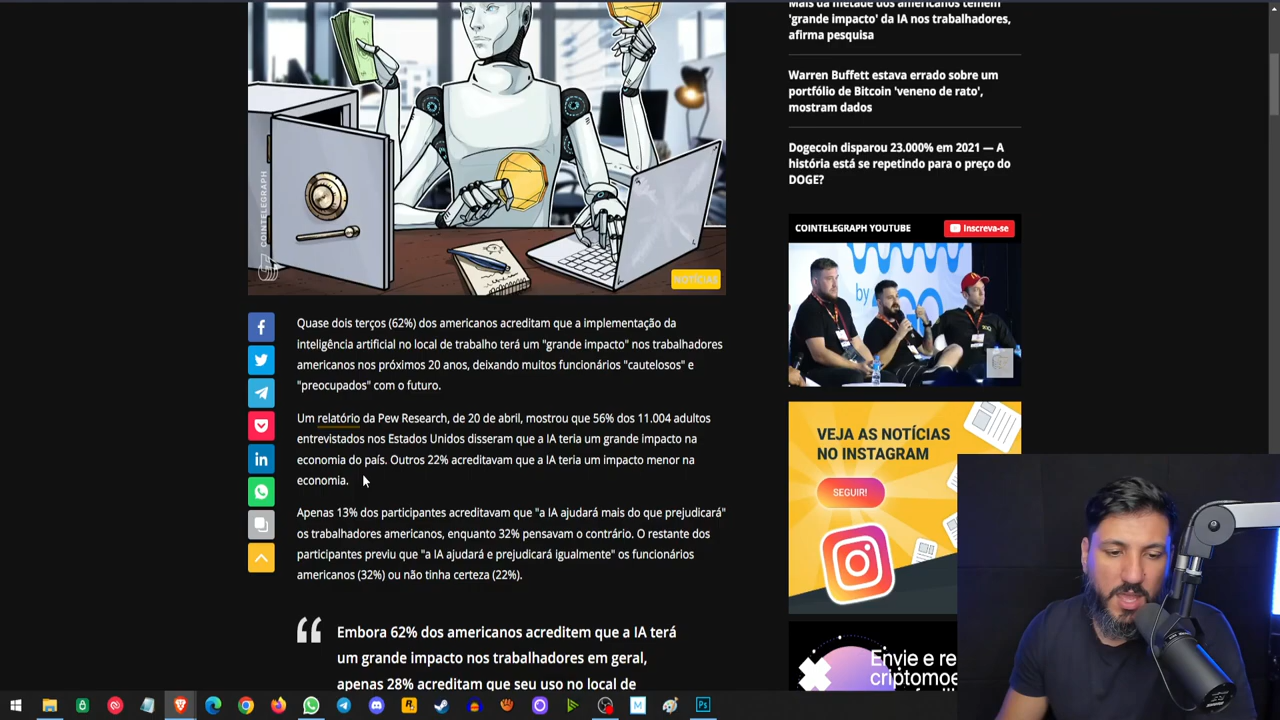 Mais da metade dos americanos temem
'grande impacto' da IA nos trabalhadores,
afirma pesquisa
Warren Buffett estava errado sobre um
portfólio de Bitcoin 'veneno de rato',
mostram dados
Dogecoin disparou 23.000% em 2021 — A
história está se repetindo para o preço do
DOGE?
COINTELEGRAPH
NOTÍCIAS
COINTELEGRAPH YOUTUBE
Inscreva-se
by
Quase dois terços (62%) dos americanos acreditam que a implementação da
inteligência artificial no local de trabalho terá um "grande impacto" nos trabalhadores
americanos nos próximos 20 anos, deixando muitos funcionários "cautelosos" e
"preocupados" com o futuro.
Um relatório da Pew Research, de 20 de abril, mostrou que 56% dos 11.004 adultos
entrevistados nos Estados Unidos disseram que a IA teria um grande impacto na
economia do país. Outros 22% acreditavam que a IA teria um impacto menor na
economia.
Apenas 13% dos participantes acreditavam que "a IA ajudará mais do que prejudicará"
os trabalhadores americanos, enquanto 32% pensavam o contrário. O restante dos
participantes previu que "a IA ajudará e prejudicará igualmente" os funcionários
americanos (32%) ou não tinha certeza (22%).
Embora 62% dos americanos acreditem que a IA terá
um grande impacto nos trabalhadores em geral,
apenas 28% acreditam que seu uso no local de
VEJA AS NOTÍCIAS
NO INSTAGRAM
SEGUIR!
Envie e re
criptomoe